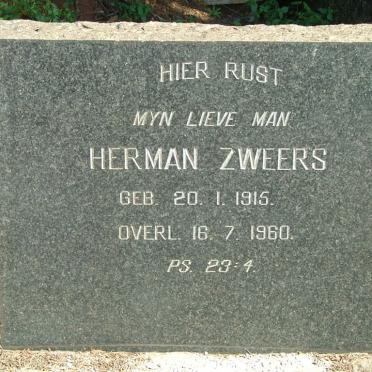 HIER RUST
MYN LIEVE MAN
HERMAN ZWEERS
GEB. 20. 1. 1915.
OVERL. 16. 7. 1960.
PS. 23:4.